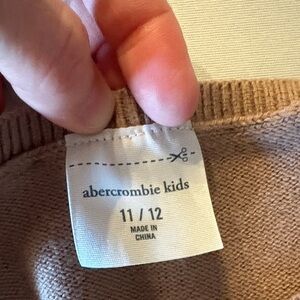 abercrombie kids
11 / 12
MADE IN
CHINA